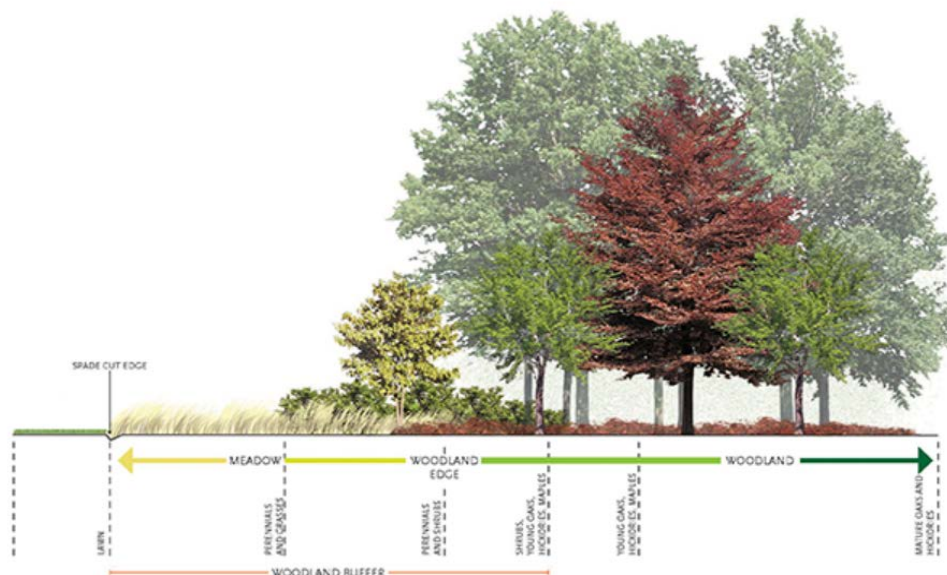 SPADE CUT EDGE
MEADOW
WOODLAND
EDGE
WOODLAND
LAWN
PERENNIALS
AND GRASSES
PERENNIALS
AND SHRUBS
SHRUBS,
YOUNG OAKS,
HICKORIES, MAPLES
YOUNG OAKS,
HICKORIES, MAPLES
MATURE OAKS AND
HICKORIES
WOODLAND BUFFER